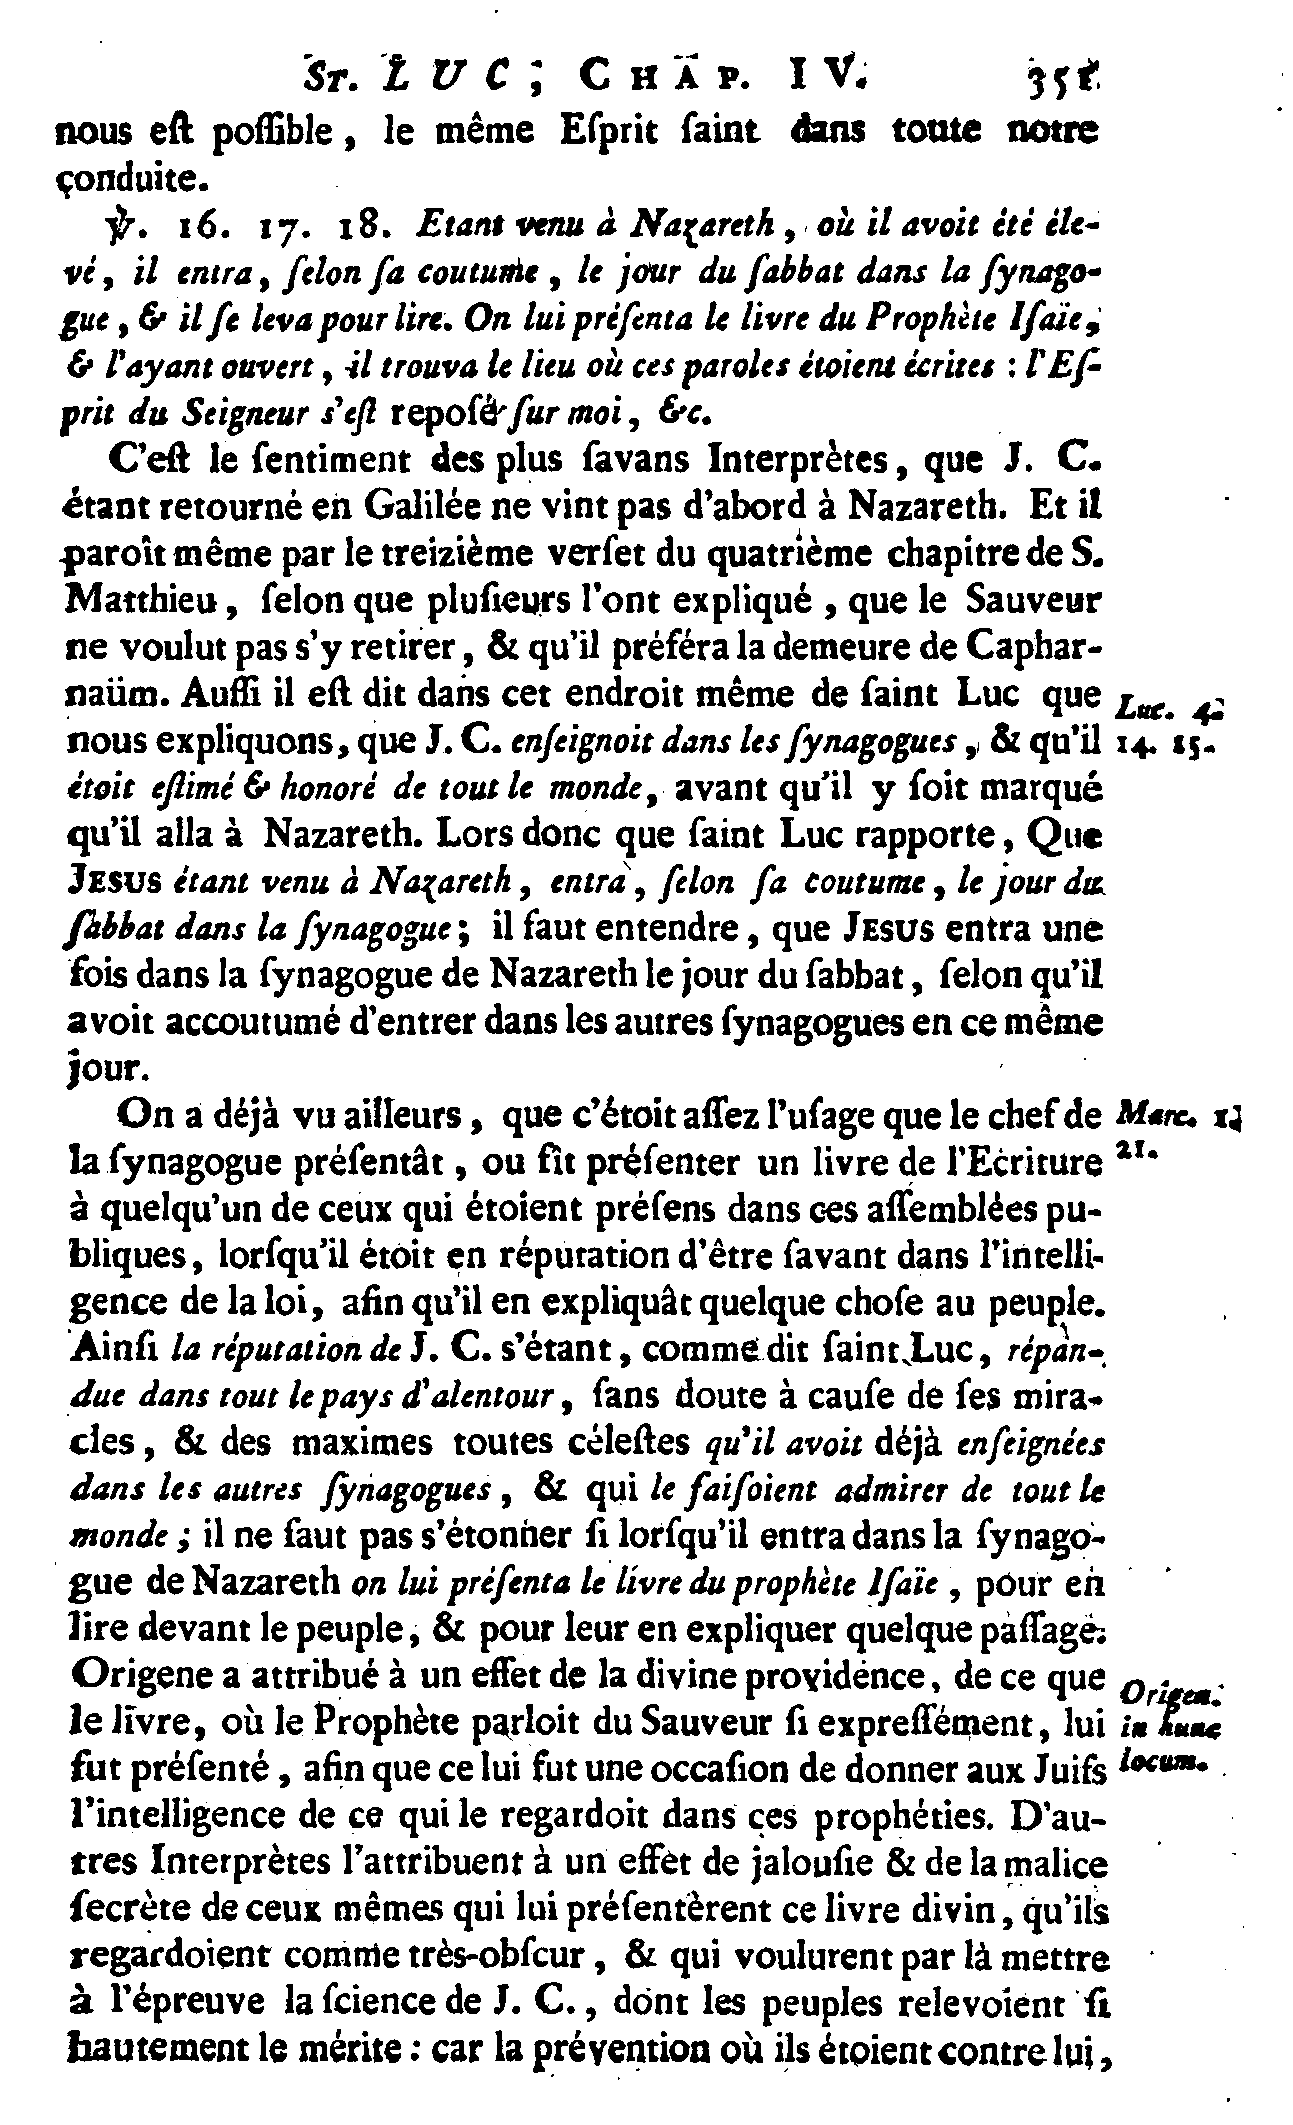 ST. LUC; CHAP. IV. 351
nous eſt poſſible, le même Eſprit ſaint dans toute notre
conduite.
℣. 16. 17. 18. Etant venu à Nazareth, où il avoit été éle-
vé, il entra, ſelon ſa coutume, le jour du ſabbat dans la ſynago-
gue, & il ſe leva pour lire. On lui préſenta le livre du Prophète Iſaïe,
& l'ayant ouvert, il trouva le lieu où ces paroles étoient écrites : l'Eſ-
prit du Seigneur s'eſt repoſé ſur moi, &c.
C'eſt le ſentiment des plus ſavans Interprètes, que J. C.
étant retourné en Galilée ne vint pas d'abord à Nazareth. Et il
paroît même par le treizième verſet du quatrième chapitre de S.
Matthieu, ſelon que pluſieurs l'ont expliqué, que le Sauveur
ne voulut pas s'y retirer, & qu'il préféra la demeure de Caphar-
naüm. Auſſi il eſt dit dans cet endroit même de ſaint Luc que
Luc. 4.
nous expliquons, que J. C. enſeignoit dans les ſynagogues, & qu'il
14. 15.
étoit eſtimé & honoré de tout le monde, avant qu'il y ſoit marqué
qu'il alla à Nazareth. Lors donc que ſaint Luc rapporte, Que
JESUS étant venu à Nazareth, entra, ſelon ſa coutume, le jour du
ſabbat dans la ſynagogue; il faut entendre, que JESUS entra une
fois dans la ſynagogue de Nazareth le jour du ſabbat, ſelon qu'il
avoit accoutumé d'entrer dans les autres ſynagogues en ce même
jour.
On a déjà vu ailleurs, que c'étoit aſſez l'uſage que le chef de
Marc. 1.
la ſynagogue préſentât, ou fît préſenter un livre de l'Ecriture
21.
à quelqu'un de ceux qui étoient préſens dans ces aſſemblées pu-
bliques, lorſqu'il étoit en réputation d'être ſavant dans l'intelli-
gence de la loi, afin qu'il en expliquât quelque choſe au peuple.
Ainſi la réputation de J. C. s'étant, comme dit ſaint Luc, répan-
due dans tout le pays d'alentour, ſans doute à cauſe de ſes mira-
cles, & des maximes toutes céleſtes qu'il avoit déjà enſeignées
dans les autres ſynagogues, & qui le faiſoient admirer de tout le
monde; il ne faut pas s'étonner ſi lorſqu'il entra dans la ſynago-
gue de Nazareth on lui préſenta le livre du prophète Iſaïe, pour en
lire devant le peuple, & pour leur en expliquer quelque paſſage.
Origene a attribué à un effet de la divine providence, de ce que
Origen.
le livre, où le Prophète parloit du Sauveur ſi expreſſément, lui
in hunc
fut préſenté, afin que ce lui fut une occaſion de donner aux Juifs
locum.
l'intelligence de ce qui le regardoit dans ces prophéties. D'au-
tres Interprètes l'attribuent à un effet de jalouſie & de la malice
ſecrète de ceux mêmes qui lui préſentèrent ce livre divin, qu'ils
regardoient comme très-obſcur, & qui voulurent par là mettre
à l'épreuve la ſcience de J. C., dont les peuples relevoient ſi
hautement le mérite : car la prévention où ils étoient contre lui,